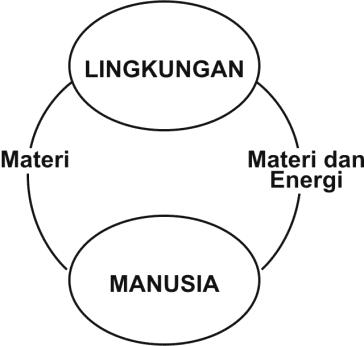 LINGKUNGAN
Materi
Materi dan
Energi
MANUSIA